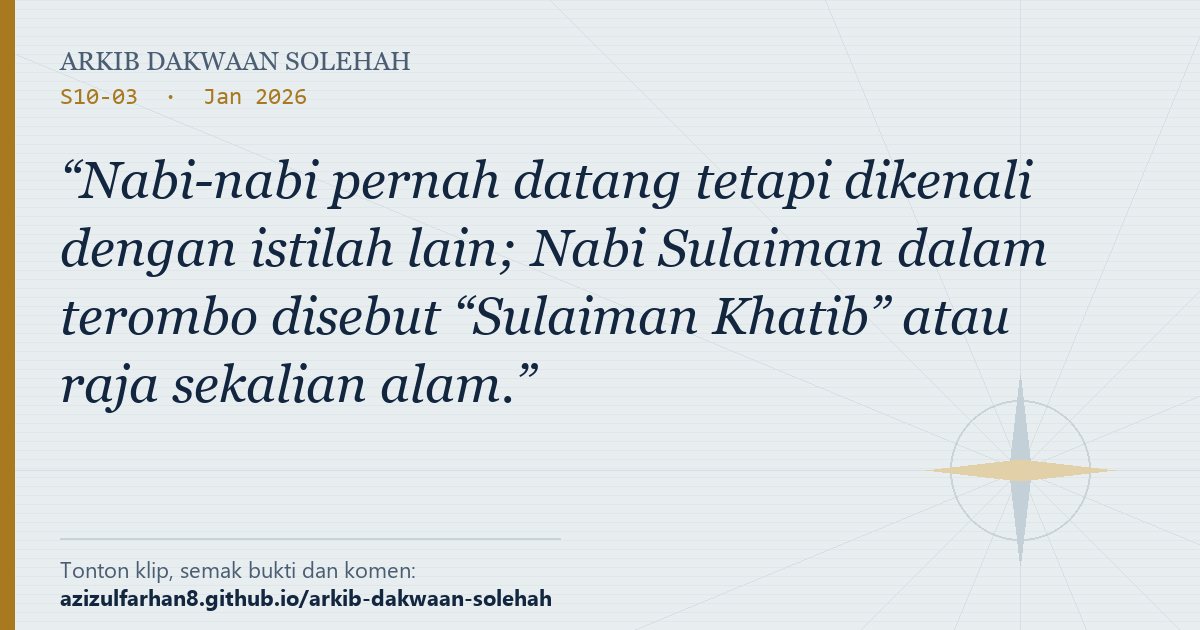 ARKIB DAKWAAN SOLEHAH
S10-03 · Jan 2026
“Nabi-nabi pernah datang tetapi dikenali
dengan istilah lain; Nabi Sulaiman dalam
terombo disebut “Sulaiman Khatib” atau
raja sekalian alam.”
Tonton klip, semak bukti dan komen:
azizulfarhan8.github.io/arkib-dakwaan-solehah